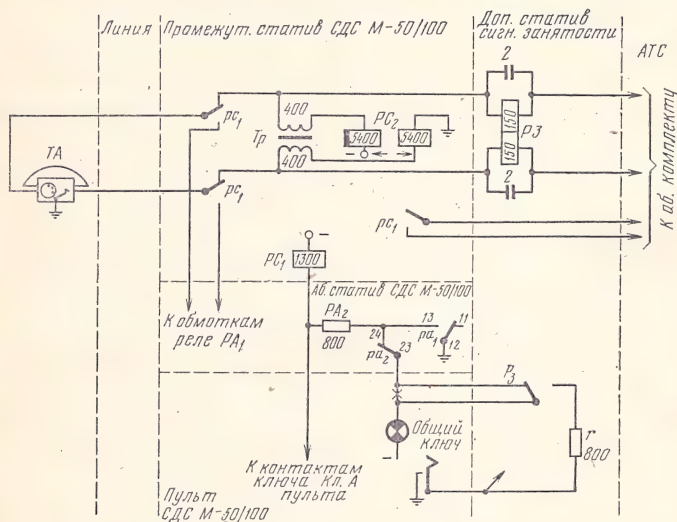 Линия
Промежут. статив СДС М-50/100
Доп. статив
сигн. занятости
АТС
2
рс1
400
Тр
400
РС2
5400
5400
−
150
150
РЗ
ТА
рс1
2
рс1
К аб. комплекту
−
РС1
1300
Аб. статив СДС М-50/100
К обмоткам
реле РА1
РА2
800
24
13
11
ра1
12
ра2
23
Р3
Общий
ключ
−
r
800
К контактам
ключа Кл. А
пульта
Пульт
СДС М-50/100